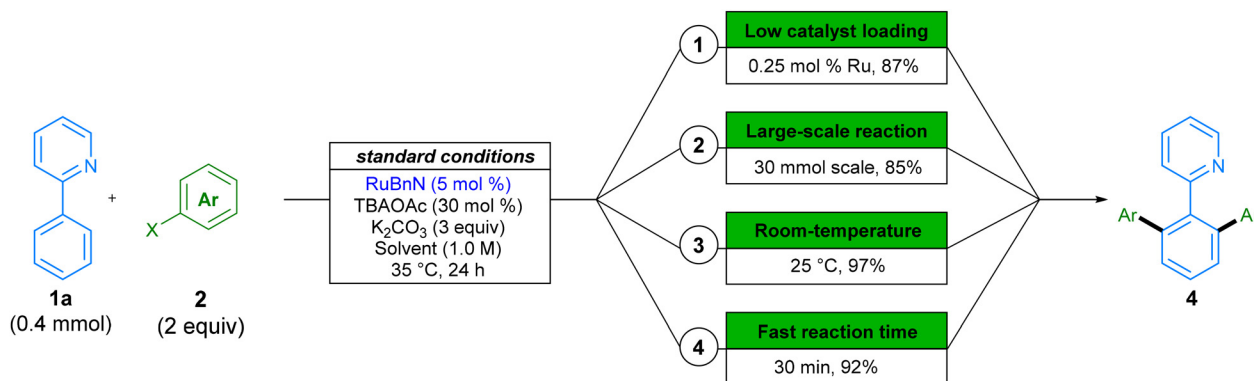 N
1a
(0.4 mmol)
+
Ar
X
2
(2 equiv)
standard conditions
RuBnN (5 mol %)
TBAOAc (30 mol %)
K2CO3 (3 equiv)
Solvent (1.0 M)
35 °C, 24 h
1
Low catalyst loading
0.25 mol % Ru, 87%
2
Large-scale reaction
30 mmol scale, 85%
3
Room-temperature
25 °C, 97%
4
Fast reaction time
30 min, 92%
N
Ar
A
4